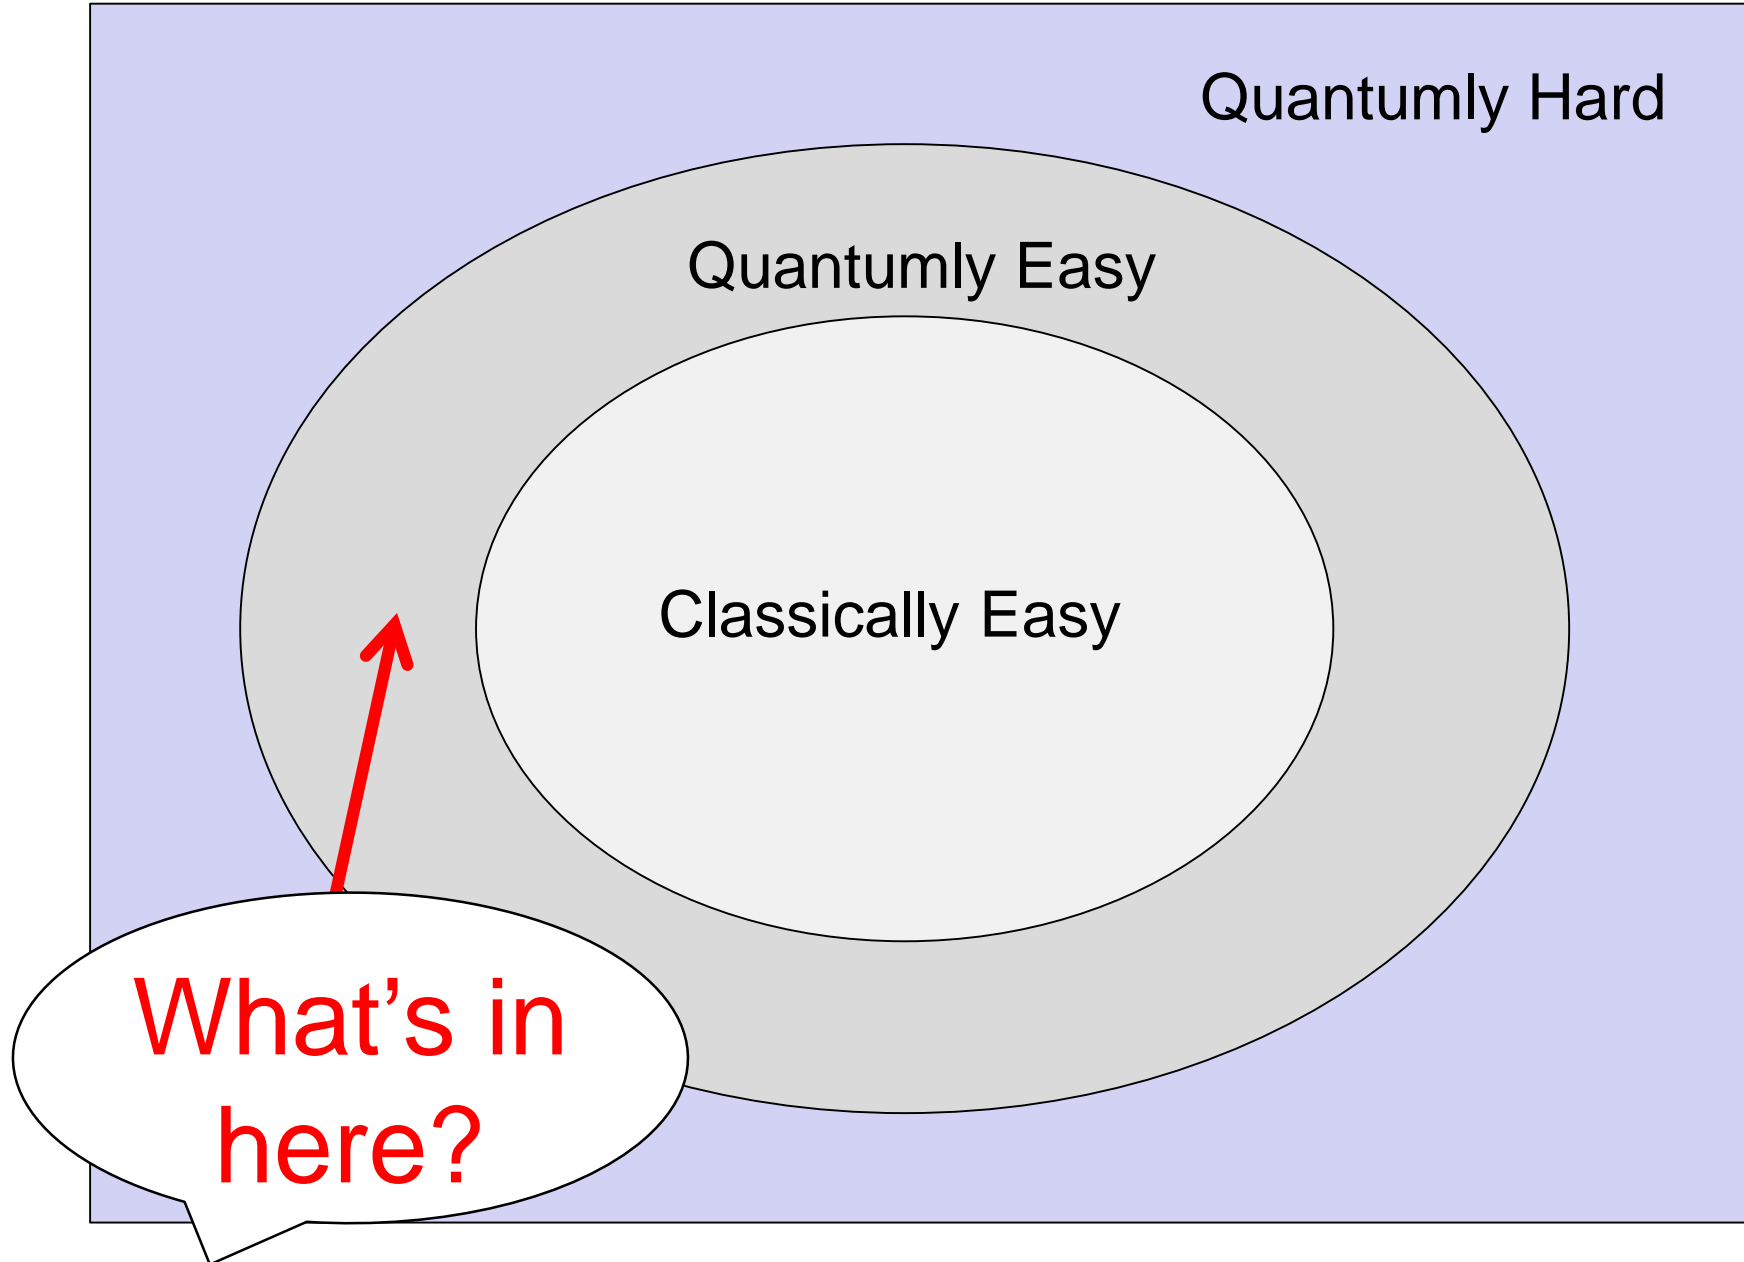 Quantumly Hard
Quantumly Easy
Classically Easy
What’s in
here?